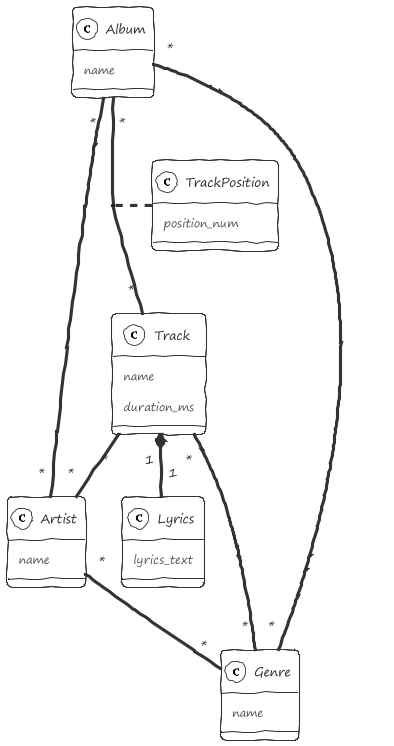 C Album
*
name
* *
C TrackPosition
position_num
*
C Track
name
duration_ms
* * 1 *
* 1
C Artist
C Lyrics
name
*
lyrics_text
* *
*
C Genre
name